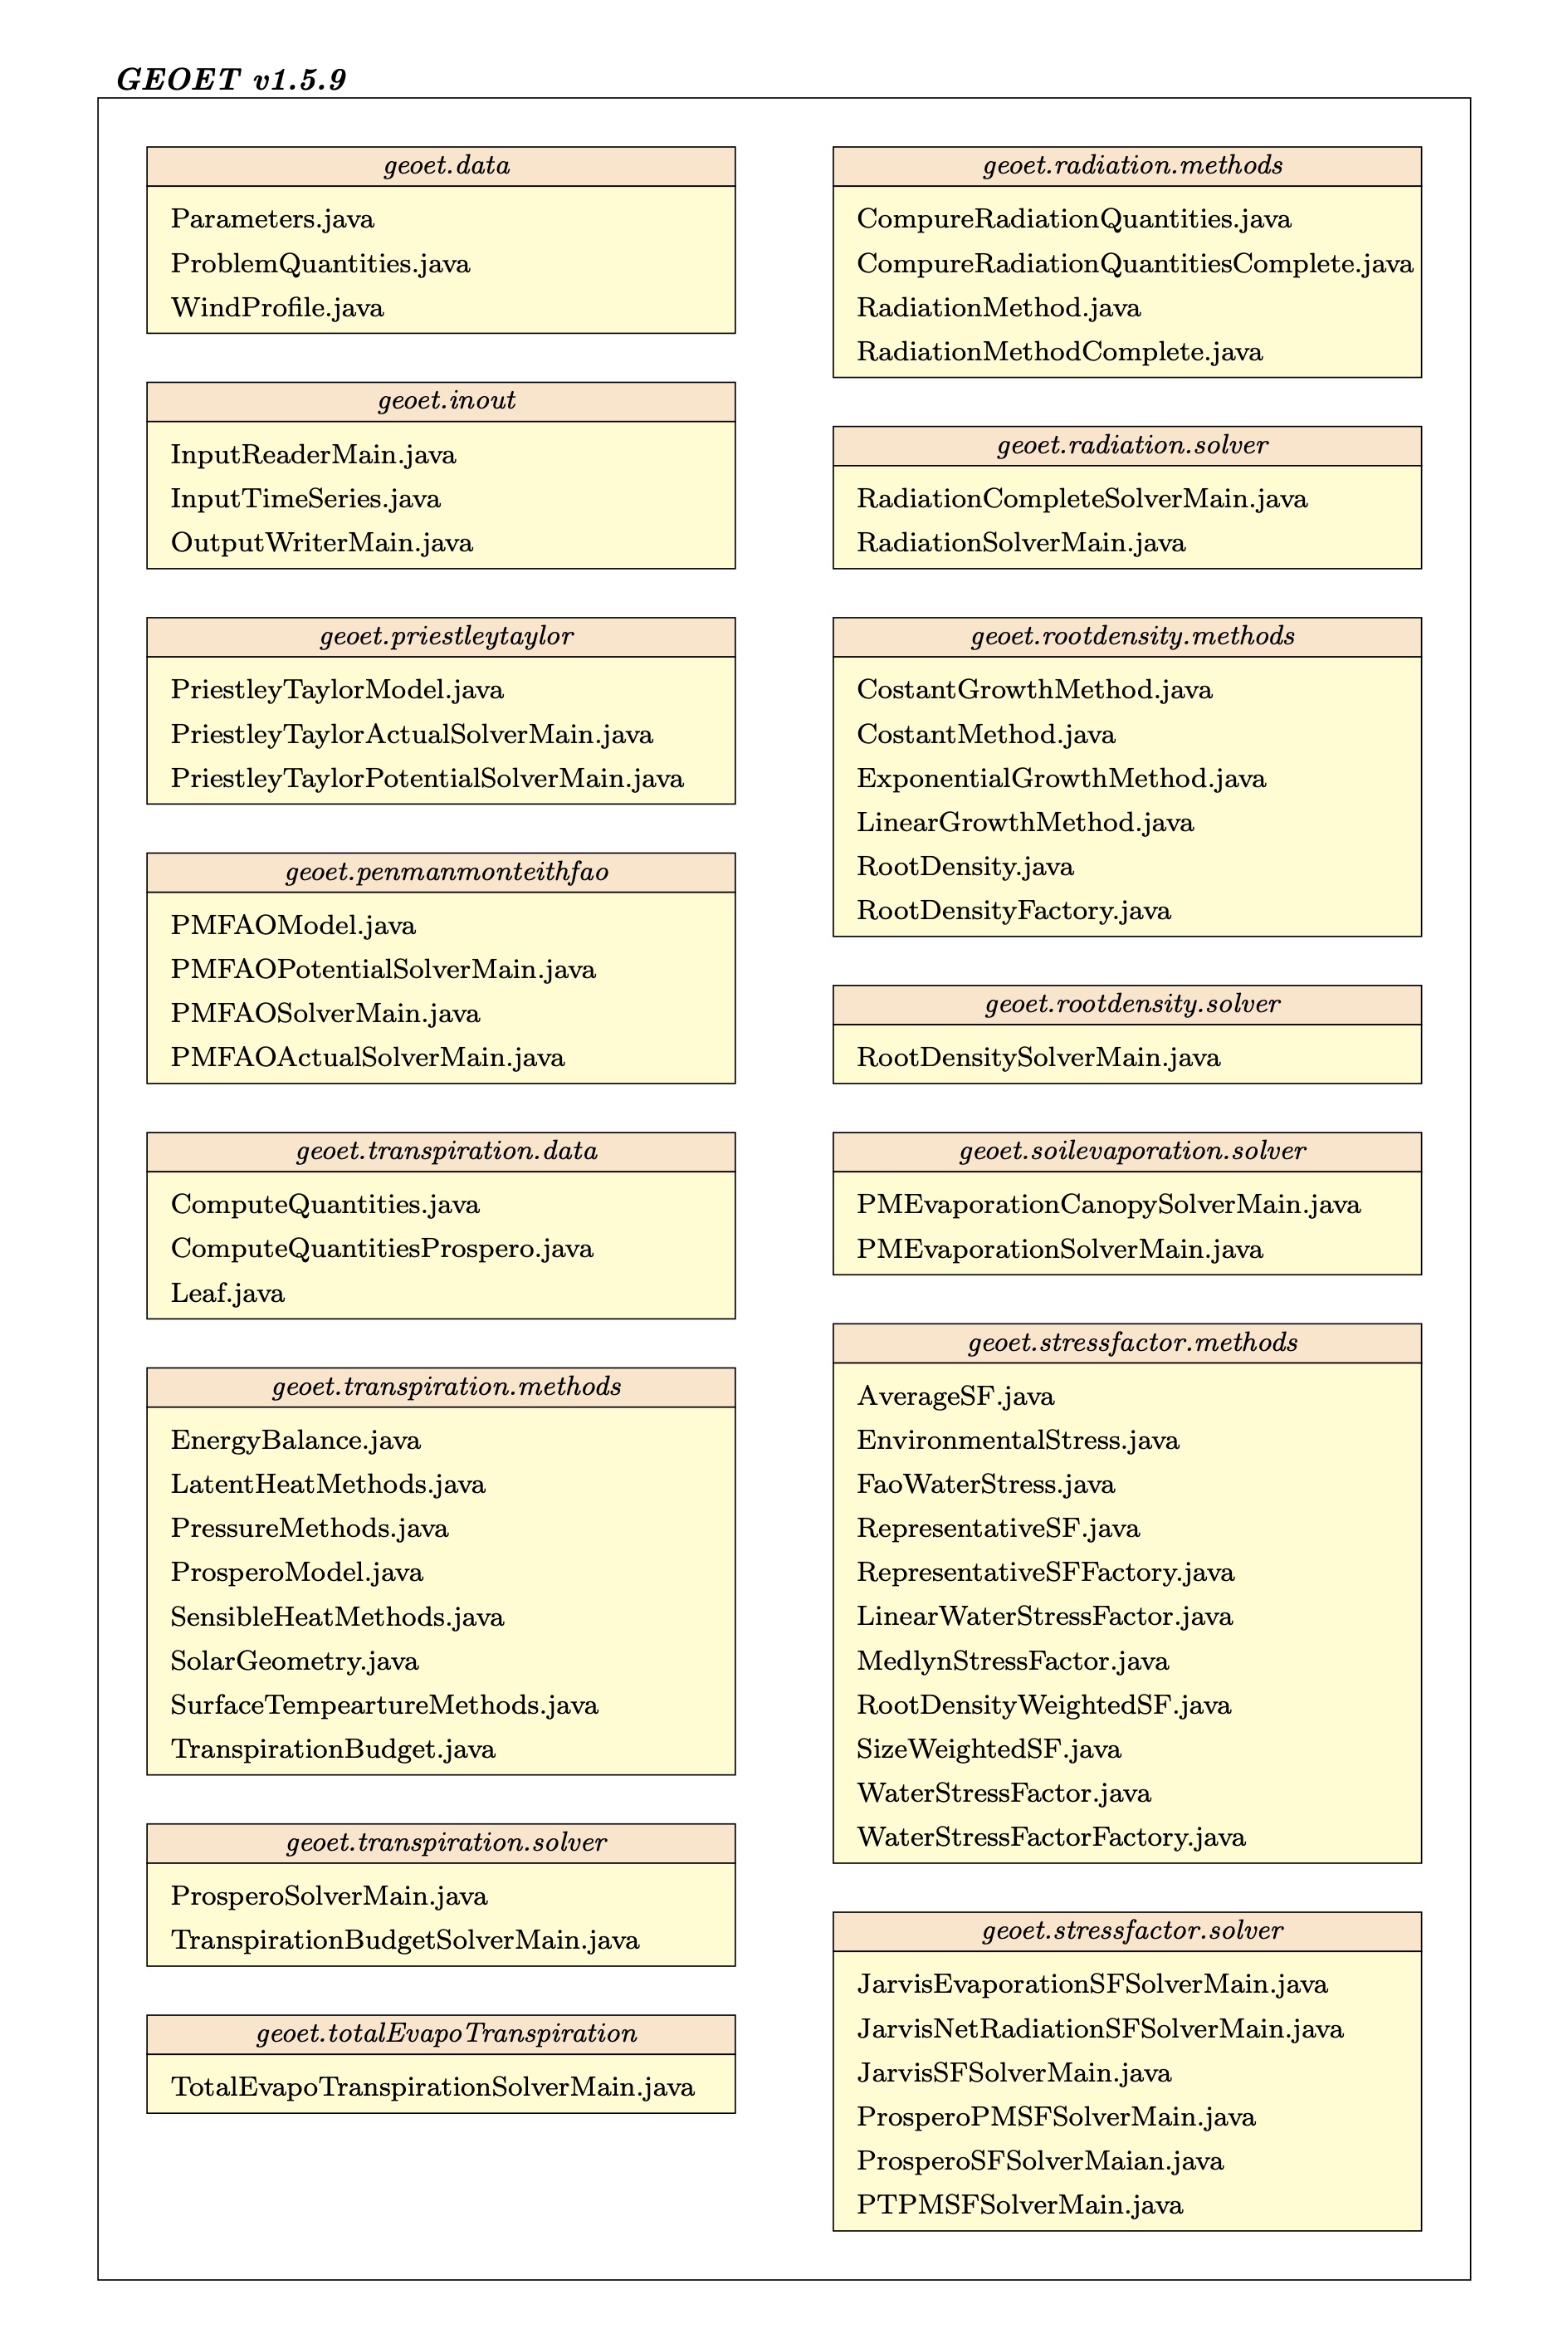 GEOET v1.5.9
geoet.data
Parameters.java
ProblemQuantities.java
WindProfile.java
geoet.inout
InputReaderMain.java
InputTimeSeries.java
OutputWriterMain.java
geoet.priestleytaylor
PriestleyTaylorModel.java
PriestleyTaylorActualSolverMain.java
PriestleyTaylorPotentialSolverMain.java
geoet.penmanmonteithfao
PMFAOModel.java
PMFAOPotentialSolverMain.java
PMFAOSolverMain.java
PMFAOActualSolverMain.java
geoet.transpiration.data
ComputeQuantities.java
ComputeQuantitiesProspero.java
Leaf.java
geoet.transpiration.methods
EnergyBalance.java
LatentHeatMethods.java
PressureMethods.java
ProsperoModel.java
SensibleHeatMethods.java
SolarGeometry.java
SurfaceTempeartureMethods.java
TranspirationBudget.java
geoet.transpiration.solver
ProsperoSolverMain.java
TranspirationBudgetSolverMain.java
geoet.totalEvapoTranspiration
TotalEvapoTranspirationSolverMain.java
geoet.radiation.methods
CompureRadiationQuantities.java
CompureRadiationQuantitiesComplete.java
RadiationMethod.java
RadiationMethodComplete.java
geoet.radiation.solver
RadiationCompleteSolverMain.java
RadiationSolverMain.java
geoet.rootdensity.methods
CostantGrowthMethod.java
CostantMethod.java
ExponentialGrowthMethod.java
LinearGrowthMethod.java
RootDensity.java
RootDensityFactory.java
geoet.rootdensity.solver
RootDensitySolverMain.java
geoet.soilevaporation.solver
PMEvaporationCanopySolverMain.java
PMEvaporationSolverMain.java
geoet.stressfactor.methods
AverageSF.java
EnvironmentalStress.java
FaoWaterStress.java
RepresentativeSF.java
RepresentativeSFFactory.java
LinearWaterStressFactor.java
MedlynStressFactor.java
RootDensityWeightedSF.java
SizeWeightedSF.java
WaterStressFactor.java
WaterStressFactorFactory.java
geoet.stressfactor.solver
JarvisEvaporationSFSolverMain.java
JarvisNetRadiationSFSolverMain.java
JarvisSFSolverMain.java
ProsperoPMSFSolverMain.java
ProsperoSFSolverMaian.java
PTPMSFSolverMain.java